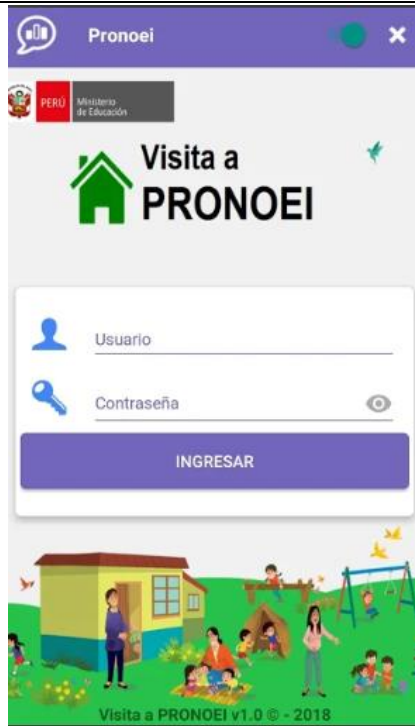 Pronoei
PERÚ
Ministerio
de Educación
Visita a
PRONOEI
Usuario
Contraseña
INGRESAR
Visita a PRONOEI v1.0 © - 2018